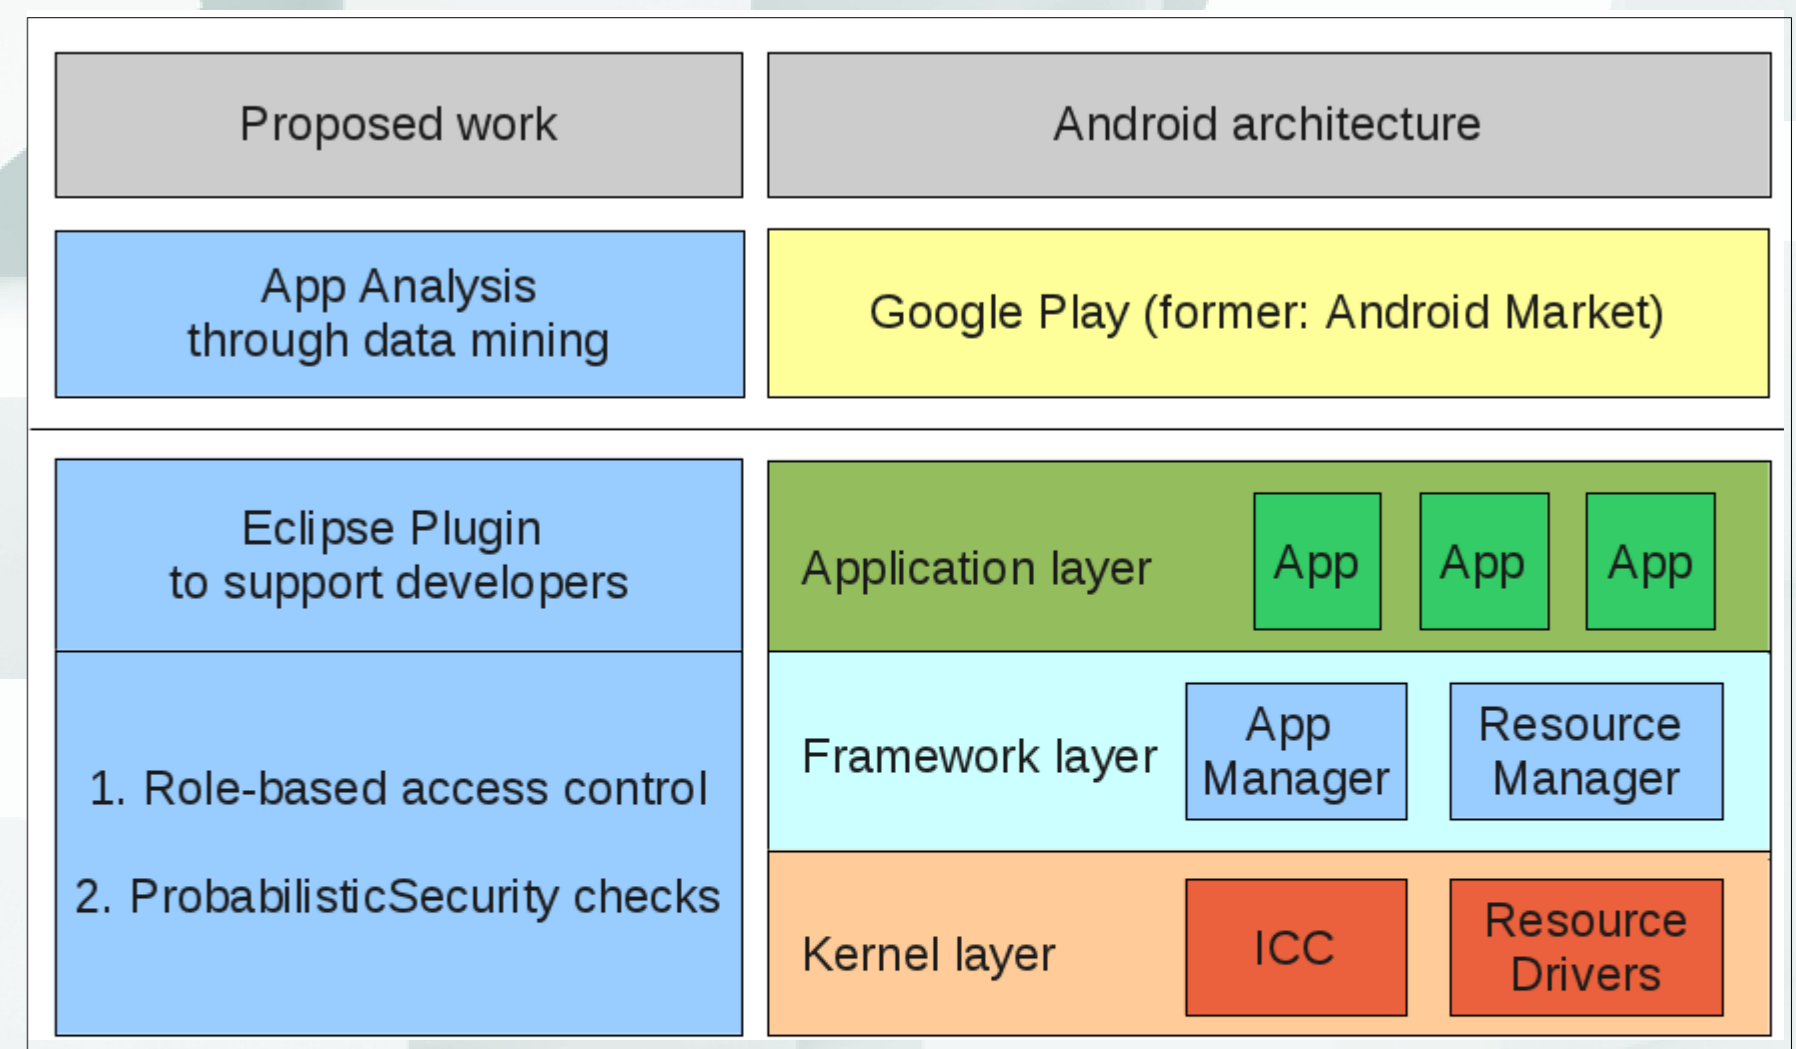 Proposed work
Android architecture
App Analysis
through data mining
Google Play (former: Android Market)
Eclipse Plugin
to support developers
Application layer
App
App
App
1. Role-based access control
2. ProbabilisticSecurity checks
Framework layer
App
Manager
Resource
Manager
Kernel layer
ICC
Resource
Drivers